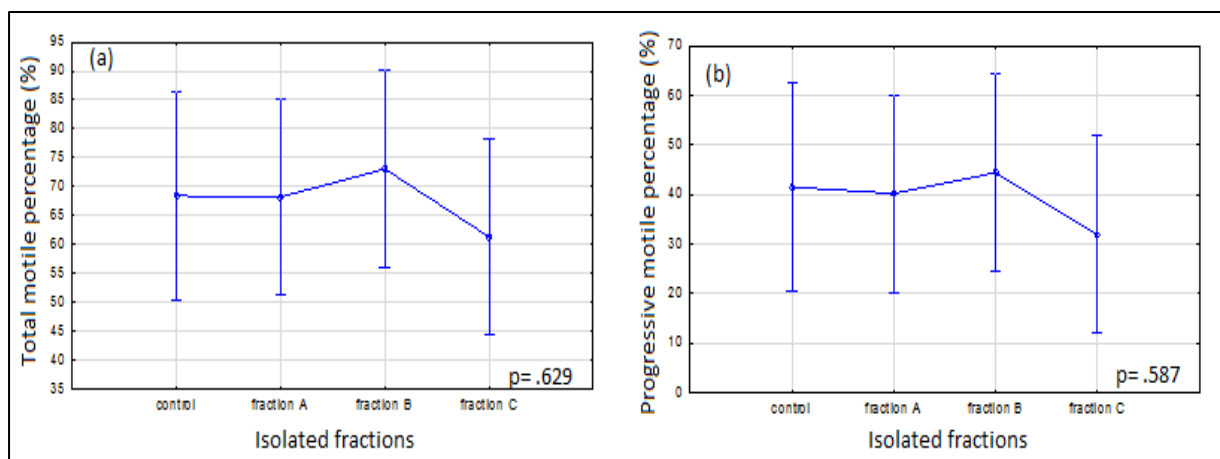 (a)
Total motile percentage (%)
95
90
85
80
75
70
65
60
55
50
45
40
35
p= .629
control
fraction A
fraction B
fraction C
Isolated fractions
(b)
Progressive motile percentage (%)
70
60
50
40
30
20
10
0
p= .587
control
fraction A
fraction B
fraction C
Isolated fractions